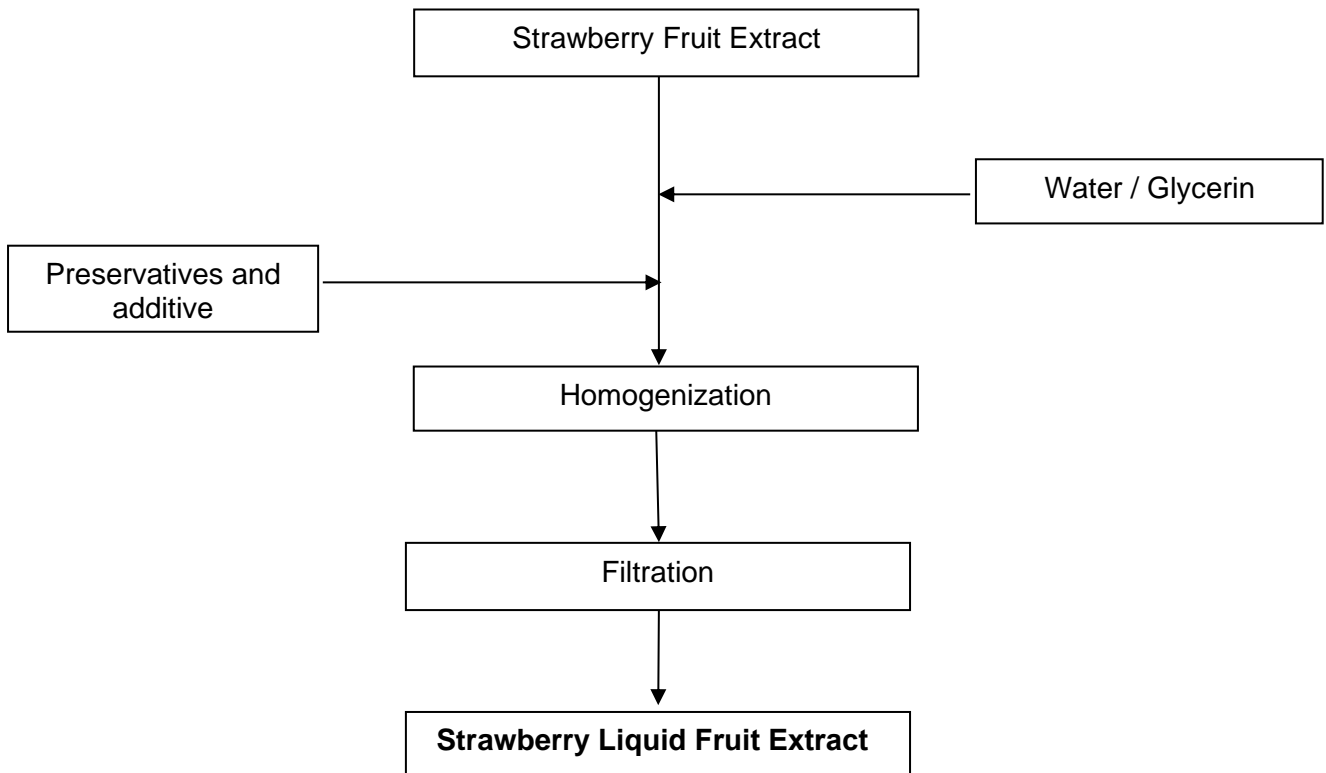 Strawberry Fruit Extract
Water / Glycerin
Preservatives and
additive
Homogenization
Filtration
Strawberry Liquid Fruit Extract